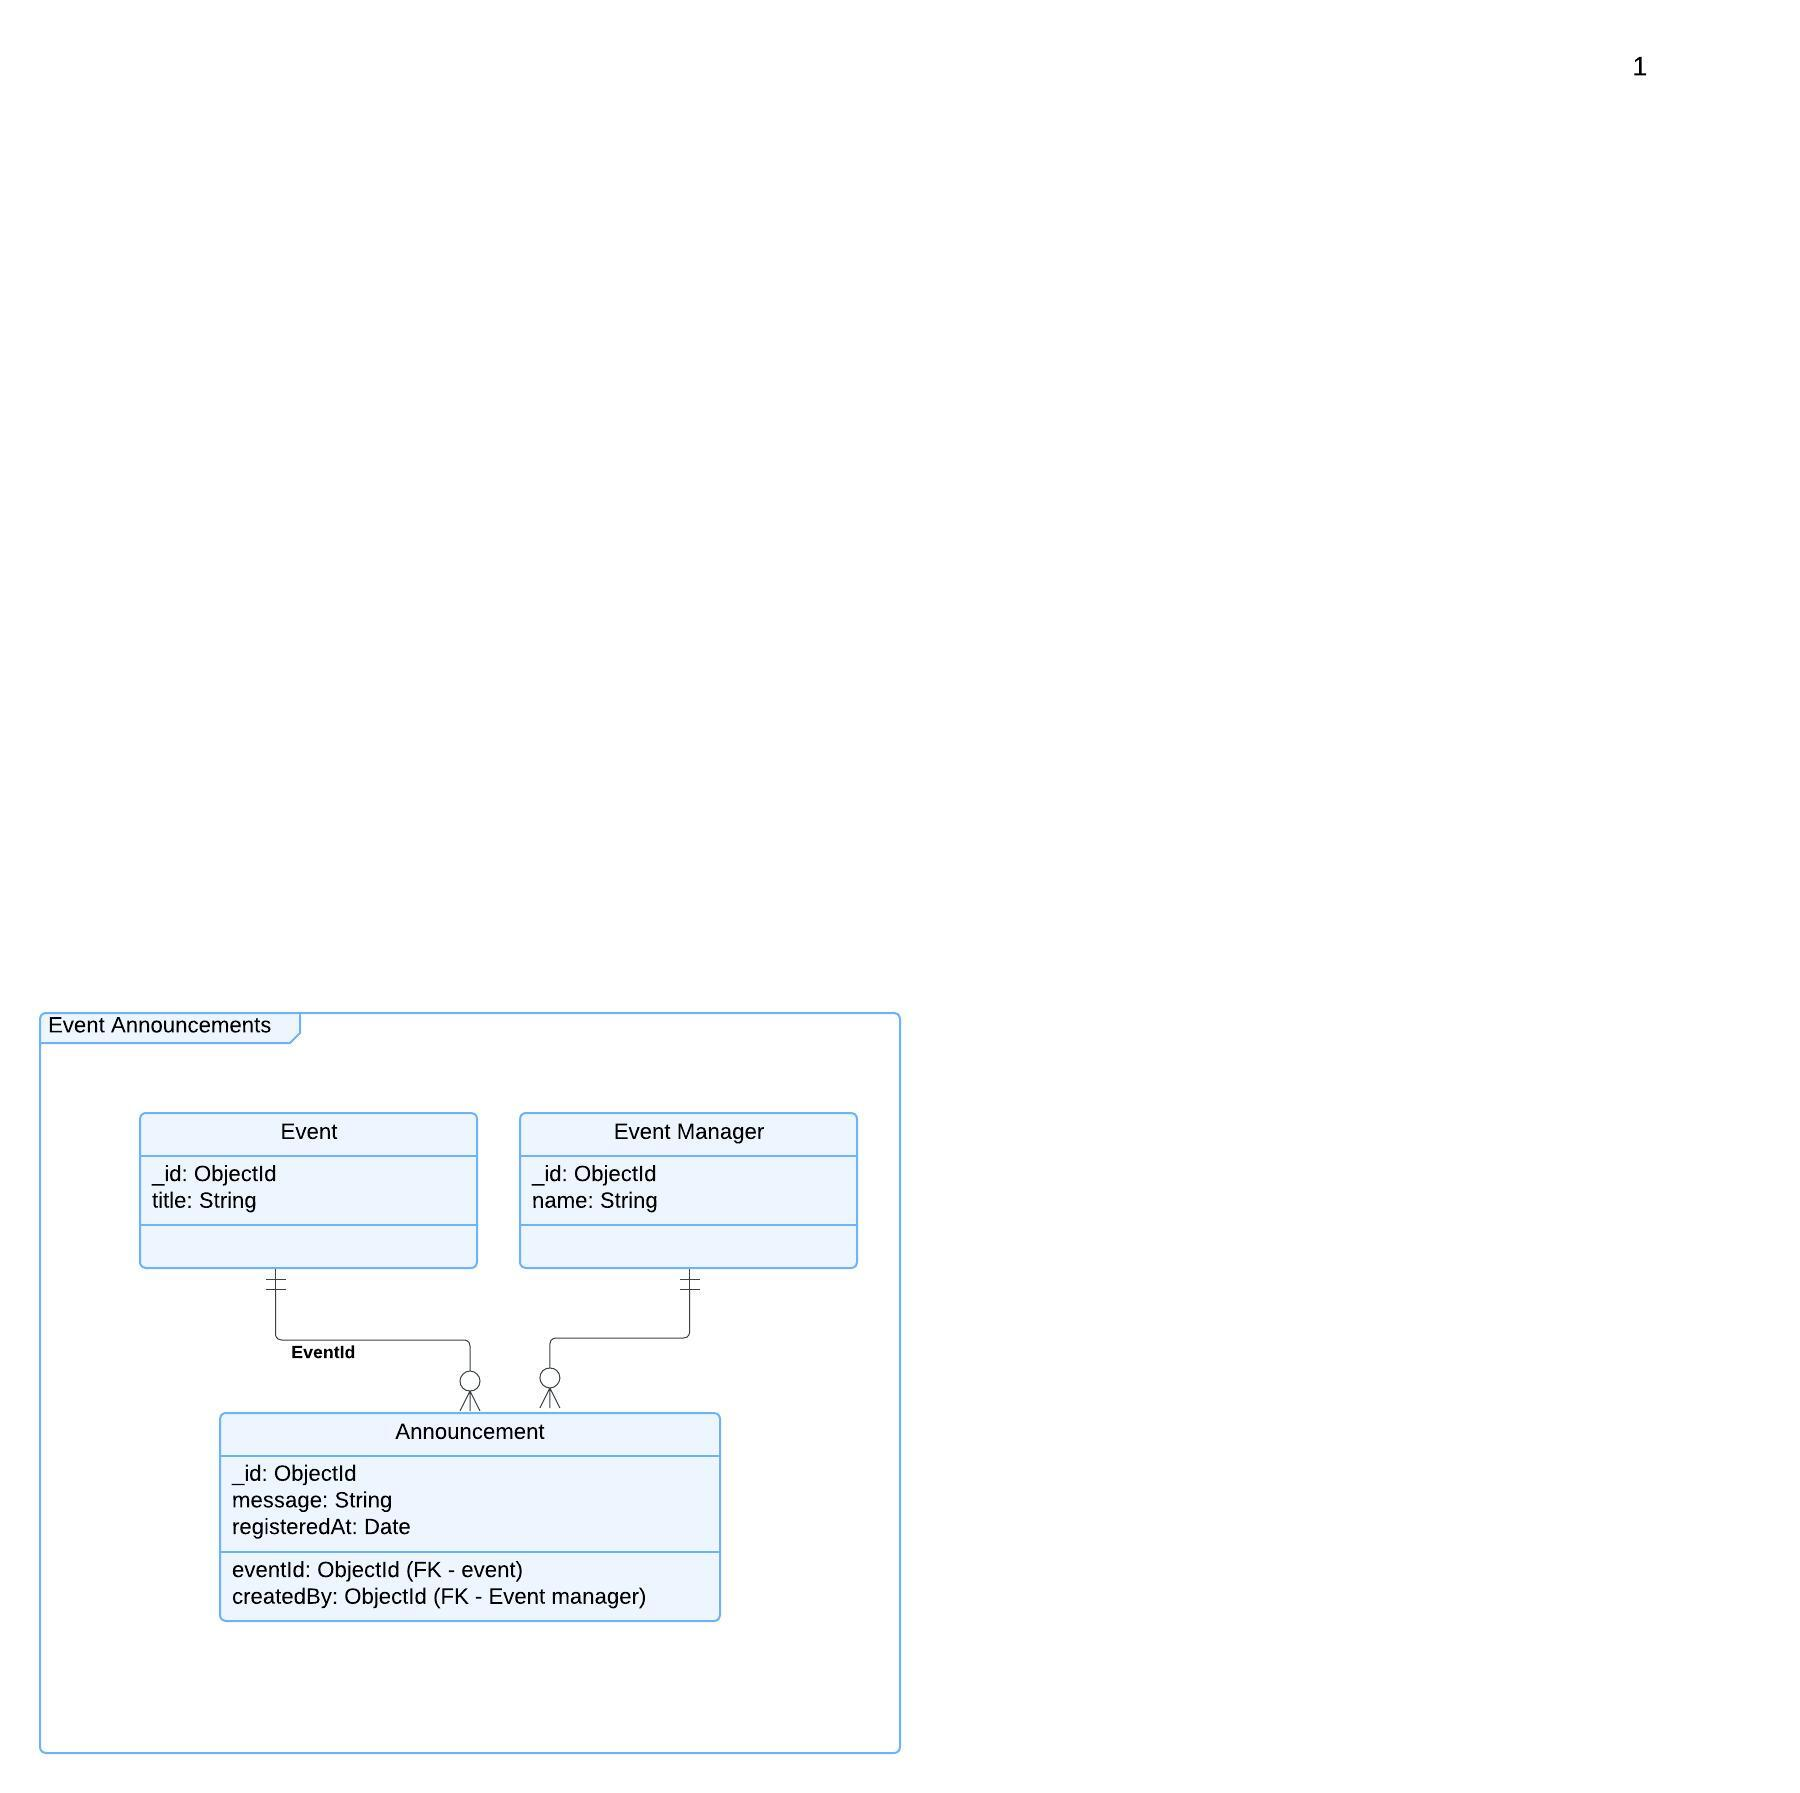 1
Event Announcements
Event
_id: ObjectId
title: String
Event Manager
_id: ObjectId
name: String
EventId
Announcement
_id: ObjectId
message: String
registeredAt: Date
eventId: ObjectId (FK - event)
createdBy: ObjectId (FK - Event manager)